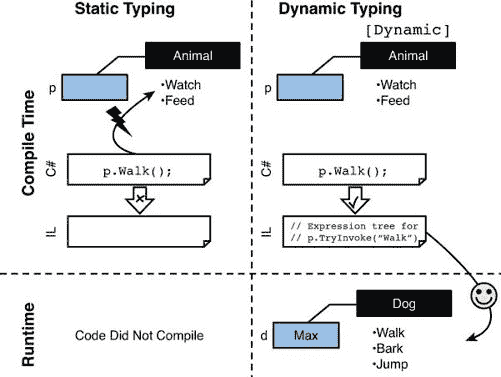 Static Typing
Dynamic Typing
[Dynamic]
Animal
Animal
p
•Watch
•Feed
p
•Watch
•Feed
Compile Time
C#
p.Walk();
C#
p.Walk();
IL
IL
// Expression tree for
// p.TryInvoke("Walk")
Runtime
Code Did Not Compile
Dog
d
Max
•Walk
•Bark
•Jump